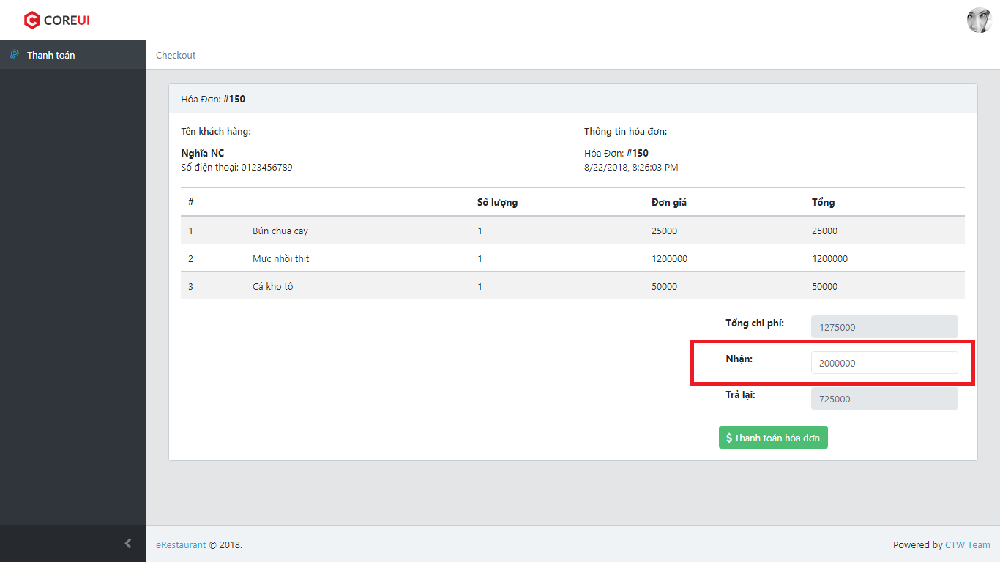 COREUI
Thanh toán
Checkout
Hóa Đơn: #150
Tên khách hàng:
Thông tin hóa đơn:
Nghĩa NC
Hóa Đơn: #150
Số điện thoại: 0123456789
8/22/2018, 8:26:03 PM
# Số lượng Đơn giá Tổng
1 Bún chua cay 1 25000 25000
2 Mực nhồi thịt 1 1200000 1200000
3 Cá kho tộ 1 50000 50000
Tổng chi phí: 1275000
Nhận: 2000000
Trả lại: 725000
$ Thanh toán hóa đơn
eRestaurant © 2018.
Powered by CTW Team